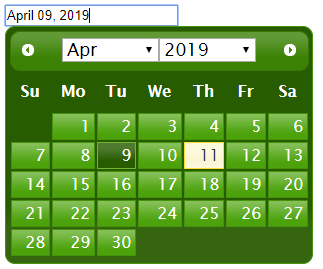 April 09, 2019
Apr 2019
Su Mo Tu We Th Fr Sa
1 2 3 4 5 6
7 8 9 10 11 12 13
14 15 16 17 18 19 20
21 22 23 24 25 26 27
28 29 30